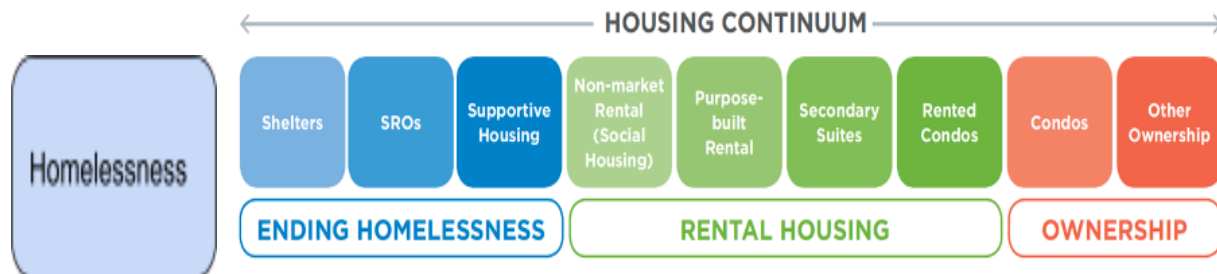 HOUSING CONTINUUM
Homelessness
Shelters
SROs
Supportive
Housing
Non-market
Rental
(Social
Housing)
Purpose-
built
Rental
Secondary
Suites
Rented
Condos
Condos
Other
Ownership
ENDING HOMELESSNESS
RENTAL HOUSING
OWNERSHIP